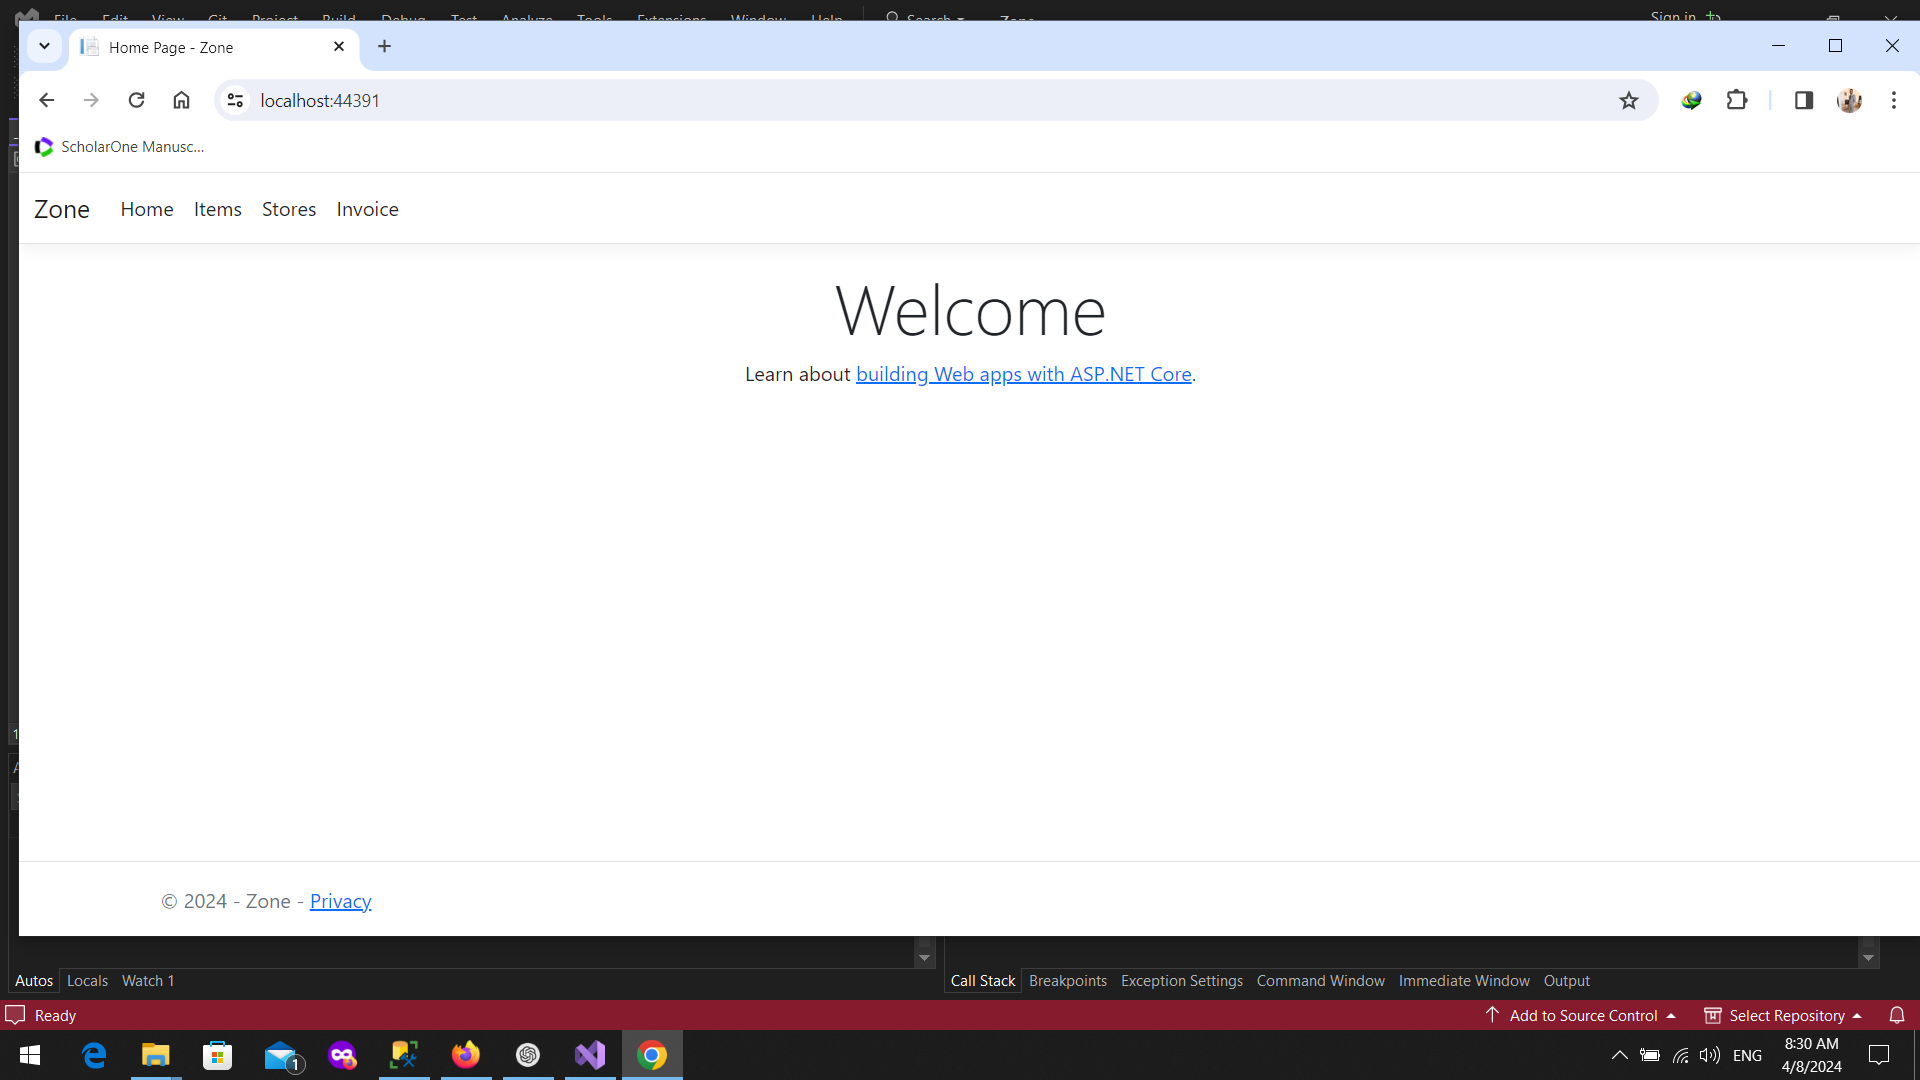 File Edit View Git Project Build Debug Test Analyze Tools Extensions Window Help Search Zone Sign in
Home Page - Zone
localhost:44391
ScholarOne Manusc...
Zone Home Items Stores Invoice
Welcome
Learn about building Web apps with ASP.NET Core.
© 2024 - Zone - Privacy
Autos Locals Watch 1 Call Stack Breakpoints Exception Settings Command Window Immediate Window Output
Ready Add to Source Control Select Repository
1 ENG 8:30 AM
4/8/2024